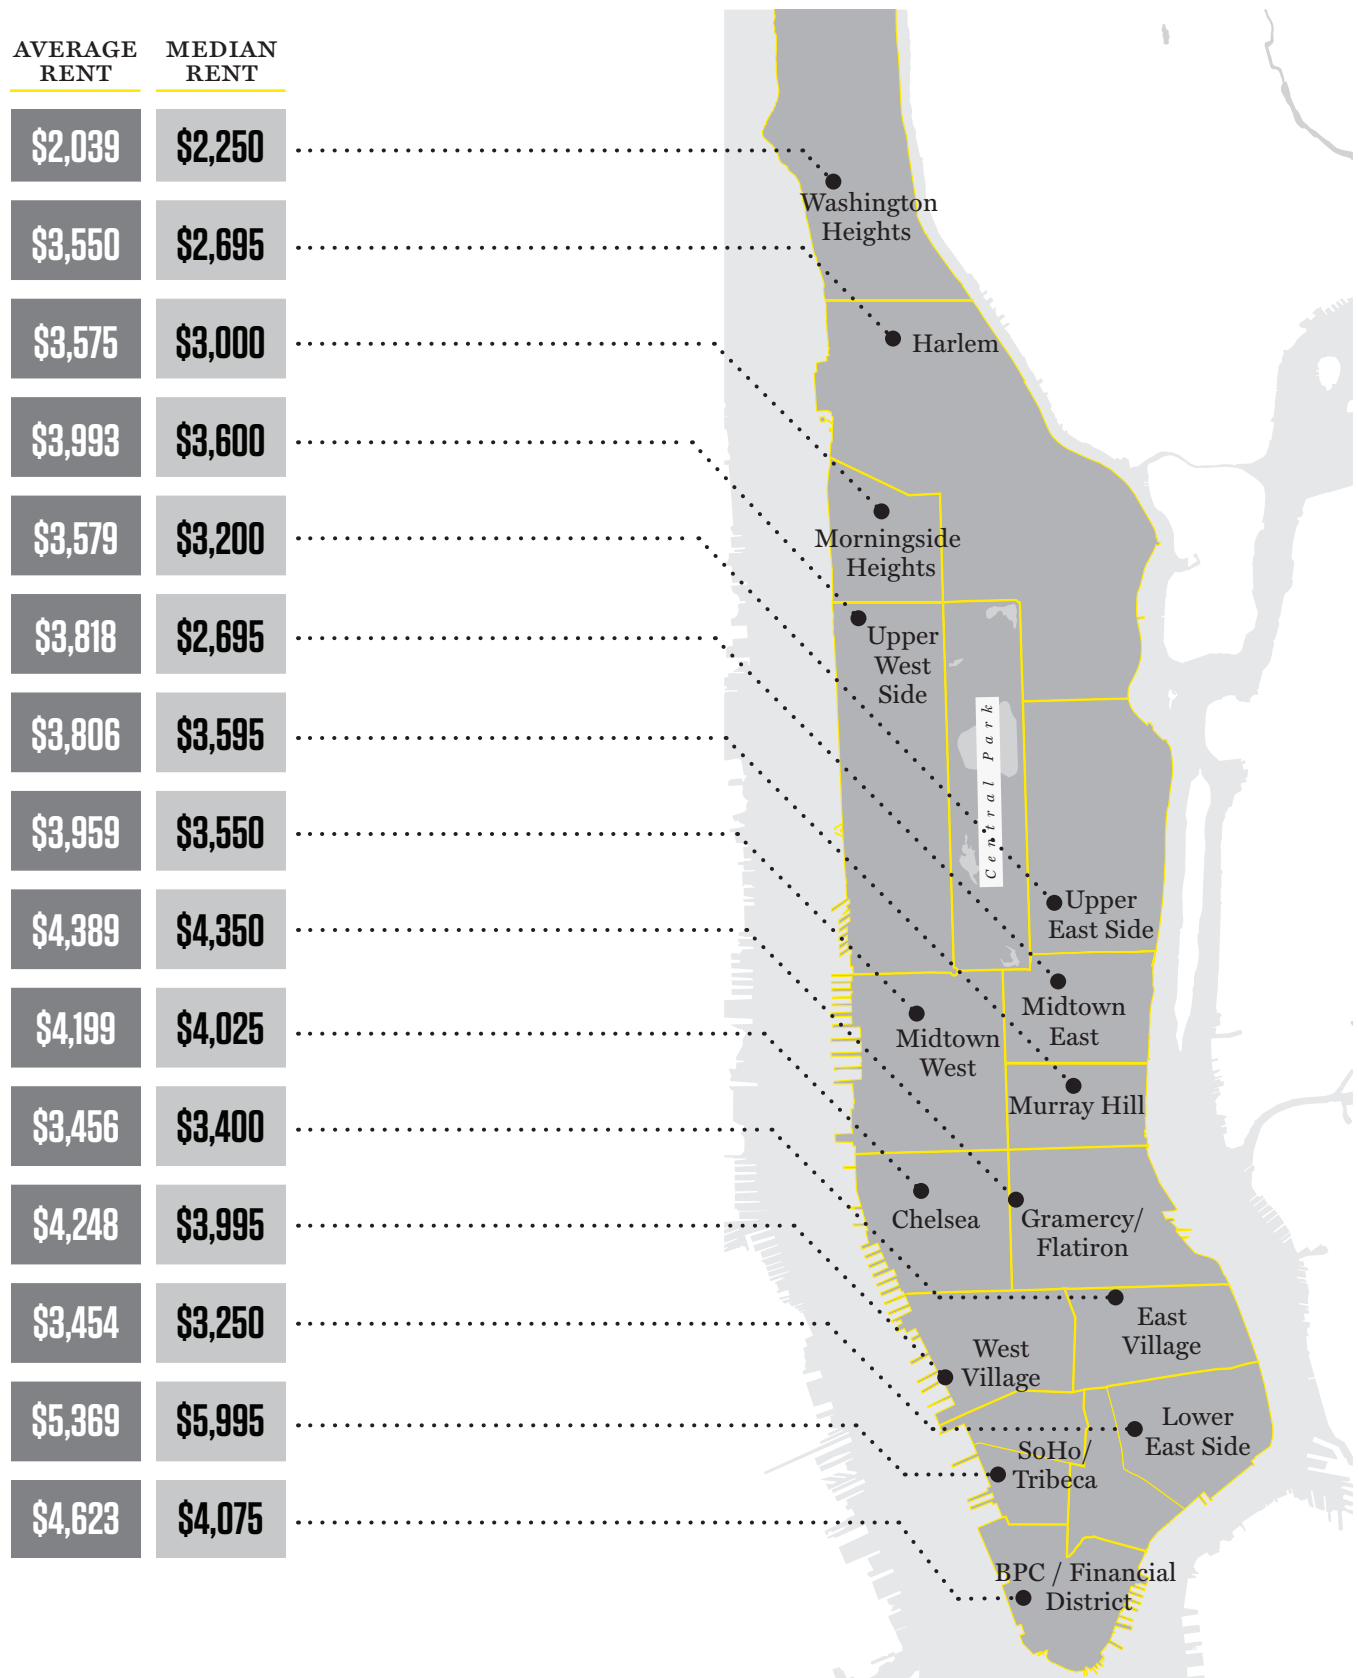 AVERAGE RENT
MEDIAN RENT
$2,039 $2,250
$3,550 $2,695
$3,575 $3,000
$3,993 $3,600
$3,579 $3,200
$3,818 $2,695
$3,806 $3,595
$3,959 $3,550
$4,389 $4,350
$4,199 $4,025
$3,456 $3,400
$4,248 $3,995
$3,454 $3,250
$5,369 $5,995
$4,623 $4,075
Washington
Heights
Harlem
Morningside
Heights
Upper
West
Side
Central Park
Upper
East Side
Midtown
East
Midtown
West
Murray Hill
Chelsea
Gramercy/
Flatiron
East
Village
West
Village
Lower
East Side
SoHo/
Tribeca
BPC / Financial
District